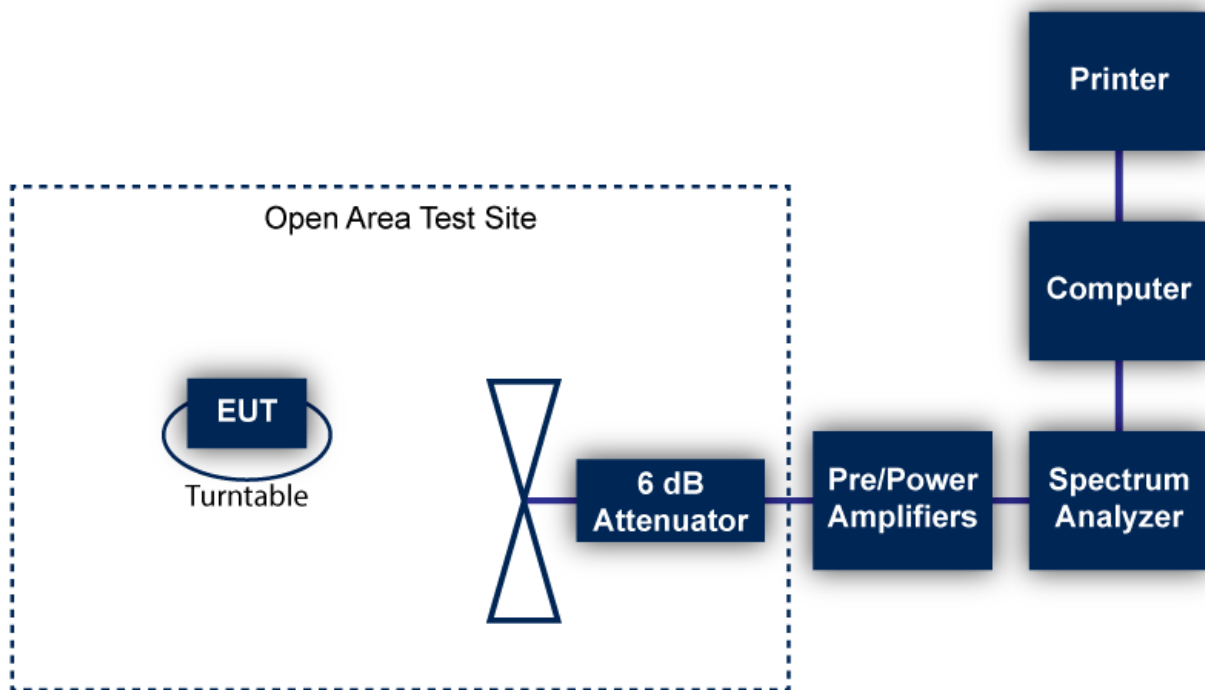 Printer
Open Area Test Site
Computer
EUT
Turntable
6 dB
Attenuator
Pre/Power
Amplifiers
Spectrum
Analyzer